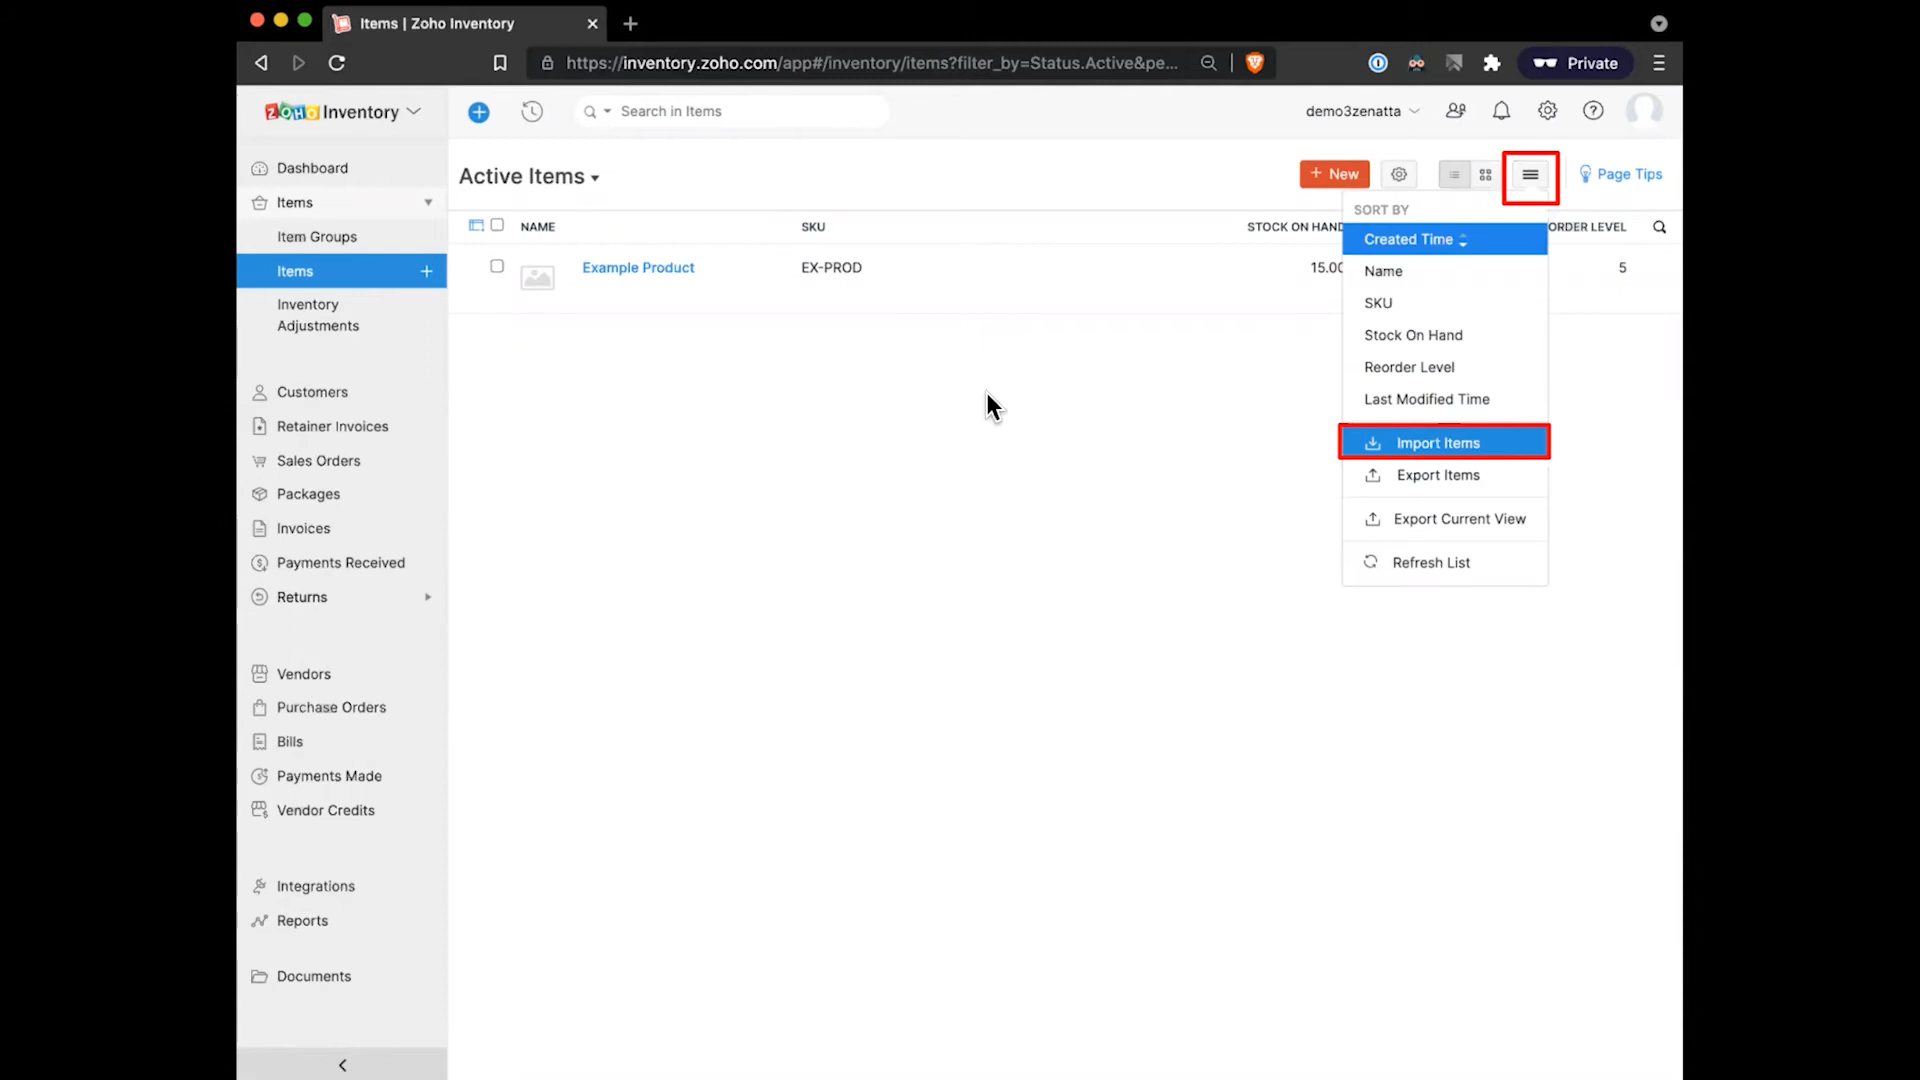 Items | Zoho Inventory
https://inventory.zoho.com/app#/inventory/items?filter_by=Status.Active&pe...
Private
ZOHO Inventory
Search in Items
demo3zenatta
Dashboard
Items
Item Groups
Items
Inventory
Adjustments
Customers
Retainer Invoices
Sales Orders
Packages
Invoices
Payments Received
Returns
Vendors
Purchase Orders
Bills
Payments Made
Vendor Credits
Integrations
Reports
Documents
Active Items
+ New
Page Tips
NAME SKU STOCK ON HAND ORDER LEVEL
Example Product EX-PROD 15.00 5
SORT BY
Created Time
Name
SKU
Stock On Hand
Reorder Level
Last Modified Time
Import Items
Export Items
Export Current View
Refresh List